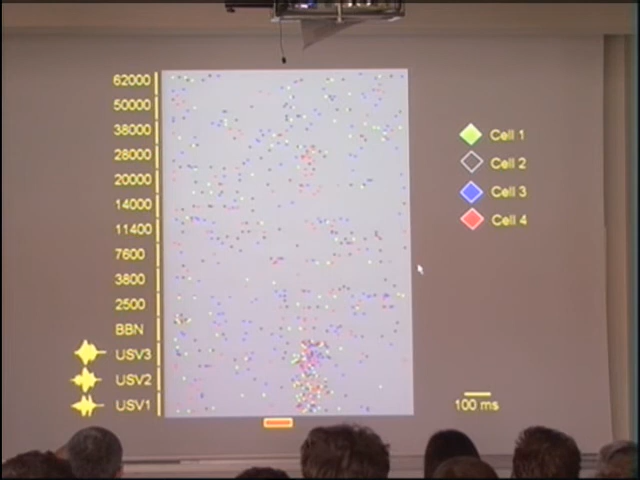 62000
50000
38000
28000
20000
14000
11400
7600
3800
2500
BBN
USV3
USV2
USV1
Cell 1
Cell 2
Cell 3
Cell 4
100 ms